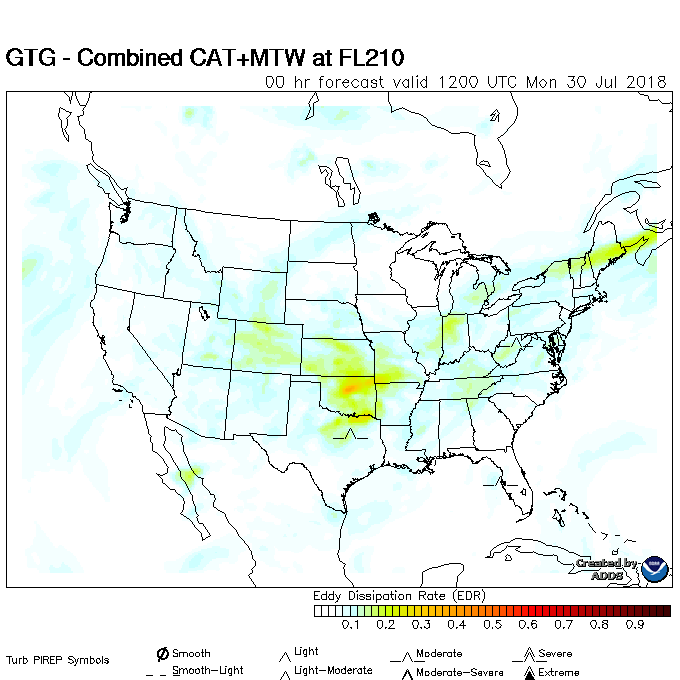 GTG - Combined CAT+MTW at FL210
00 hr forecast valid 1200 UTC Mon 30 Jul 2018
Created by
ADDS
Eddy Dissipation Rate (EDR)
0.1 0.2 0.3 0.4 0.5 0.6 0.7 0.8 0.9
Turb PIREP Symbols
Smooth Light Moderate Severe
Smooth-Light Light-Moderate Moderate-Severe Extreme